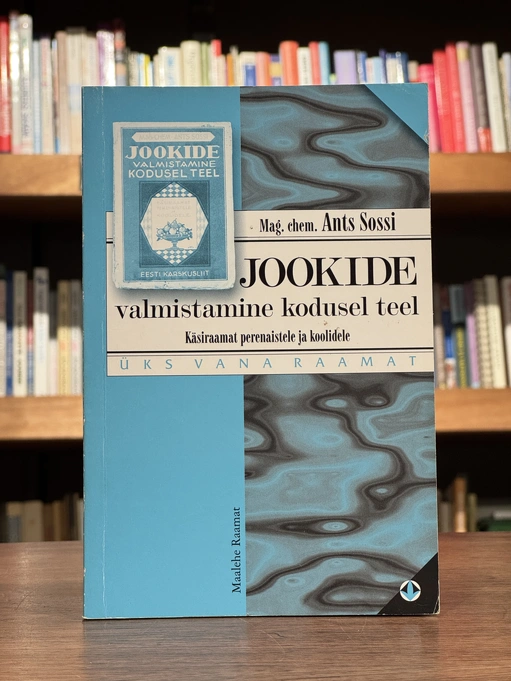 JOOKIDE
VALMISTAMINE
KODUSEL TEEL
EESTI KARSKUSLIIT
Mag. chem. Ants Sossi
JOOKIDE
valmistamine kodusel teel
Käsiraamat perenaistele ja koolidele
ÜKS VANA RAAMAT
Maalehe Raamat